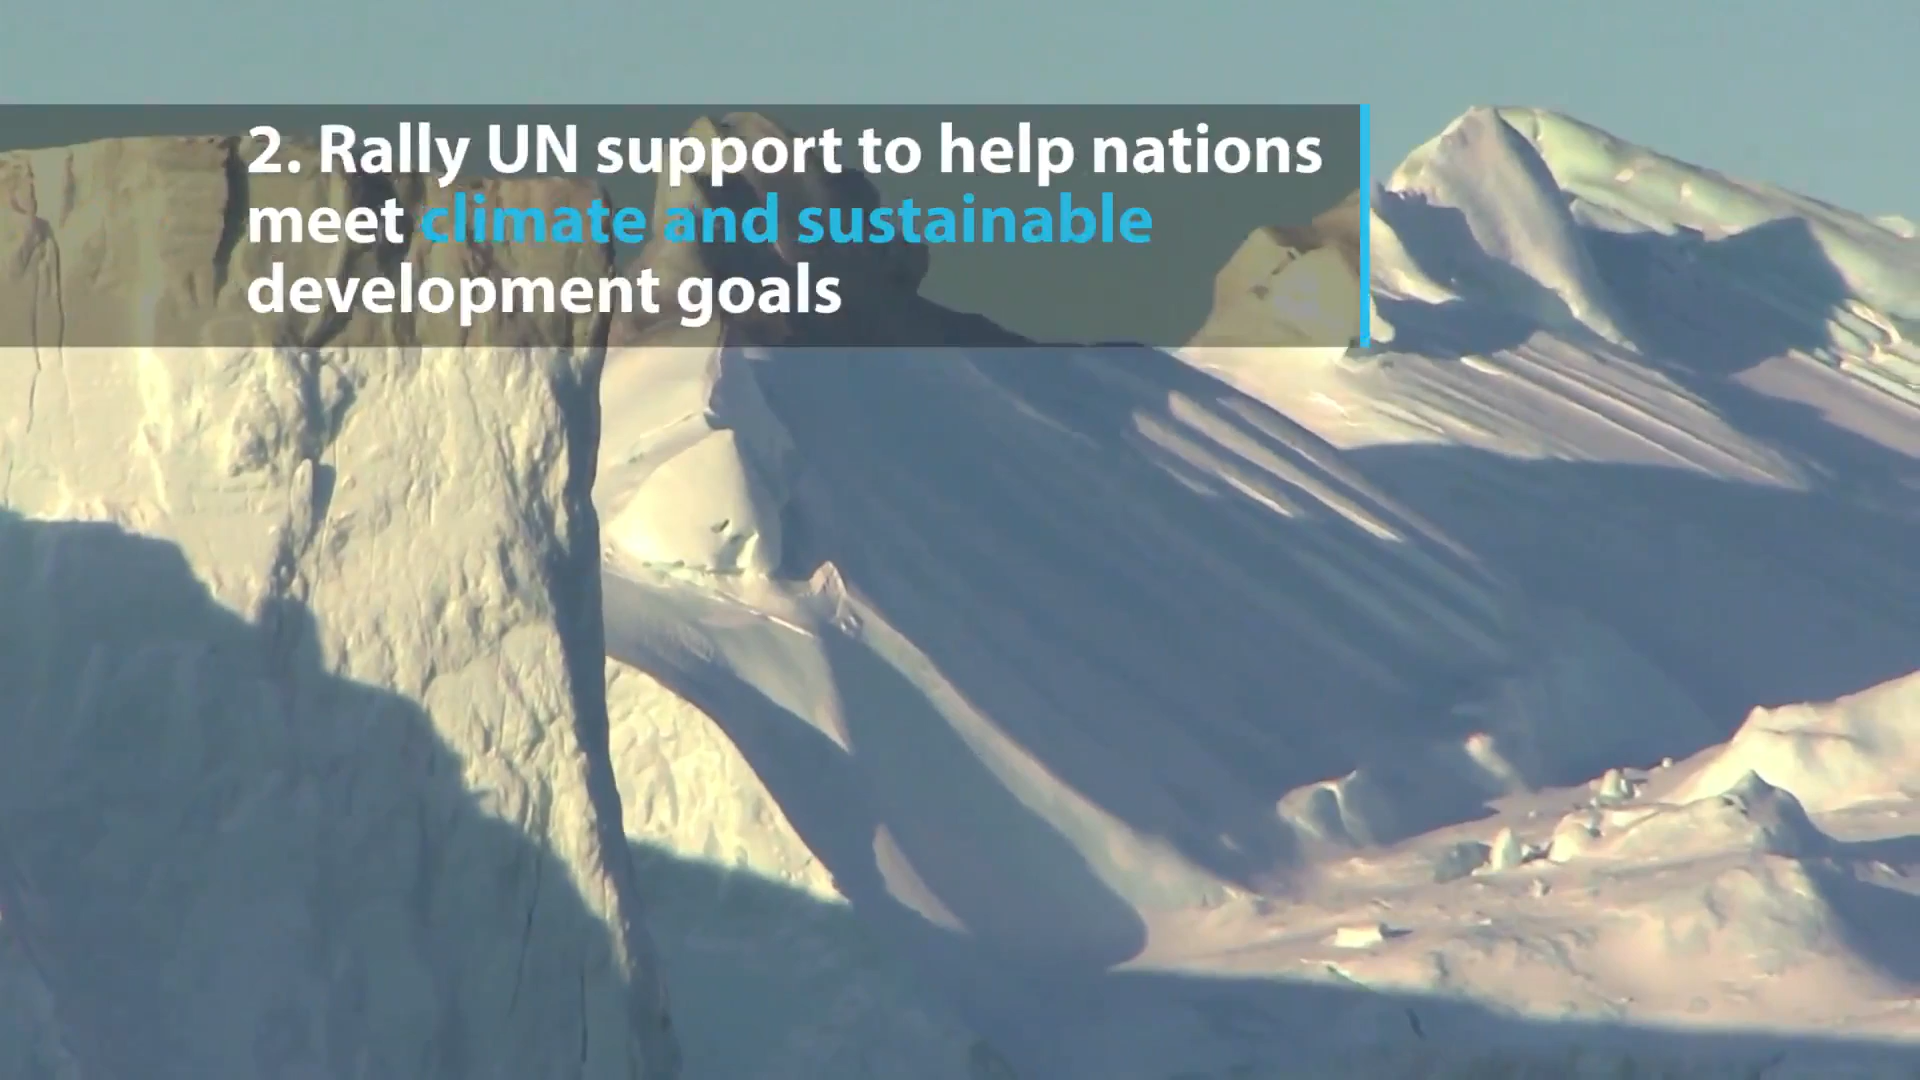 2. Rally UN support to help nations
meet climate and sustainable
development goals